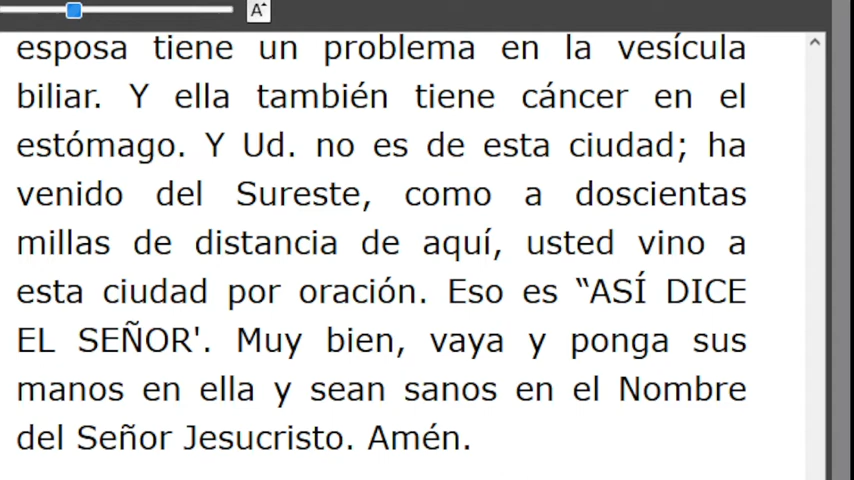 A
esposa tiene un problema en la vesícula
biliar. Y ella también tiene cáncer en el
estómago. Y Ud. no es de esta ciudad; ha
venido del Sureste, como a doscientas
millas de distancia de aquí, usted vino a
esta ciudad por oración. Eso es “ASÍ DICE
EL SEÑOR'. Muy bien, vaya y ponga sus
manos en ella y sean sanos en el Nombre
del Señor Jesucristo. Amén.